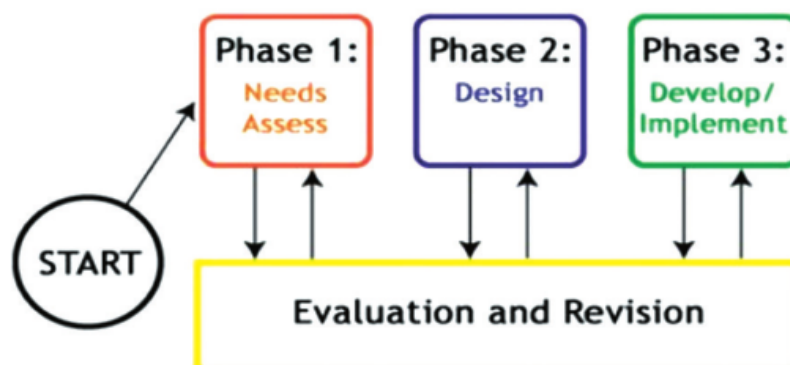 Phase 1:
Needs
Assess
Phase 2:
Design
Phase 3:
Develop/
Implement
START
Evaluation and Revision